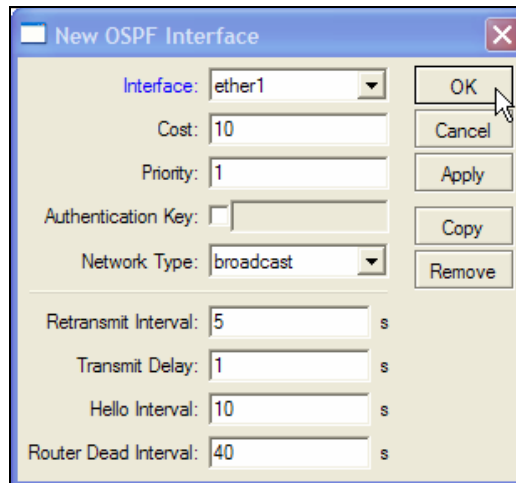 New OSPF Interface
Interface: ether1
OK
Cost: 10
Cancel
Priority: 1
Apply
Authentication Key:
Copy
Network Type: broadcast
Remove
Retransmit Interval: 5 s
Transmit Delay: 1 s
Hello Interval: 10 s
Router Dead Interval: 40 s